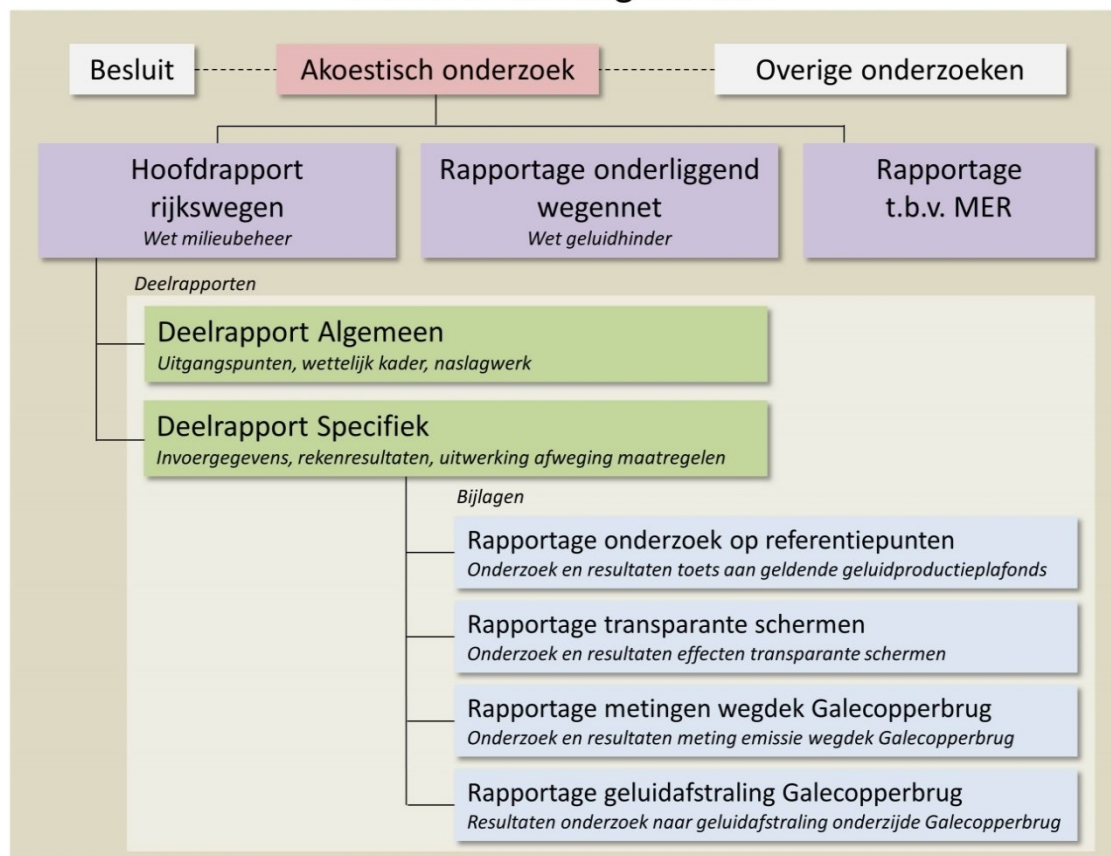 Besluit
Akoestisch onderzoek
Overige onderzoeken
Hoofdrapport
rijkswegen
Wet milieubeheer
Rapportage onderliggend
wegennet
Wet geluidhinder
Rapportage
t.b.v. MER
Deelrapporten
Deelrapport Algemeen
Uitgangspunten, wettelijk kader, naslagwerk
Deelrapport Specifiek
Invoergegevens, rekenresultaten, uitwerking afweging maatregelen
Bijlagen
Rapportage onderzoek op referentiepunten
Onderzoek en resultaten toets aan geldende geluidproductieplafonds
Rapportage transparante schermen
Onderzoek en resultaten effecten transparante schermen
Rapportage metingen wegdek Galecopperbrug
Onderzoek en resultaten meting emissie wegdek Galecopperbrug
Rapportage geluidafstraling Galecopperbrug
Resultaten onderzoek naar geluidafstraling onderzijde Galecopperbrug